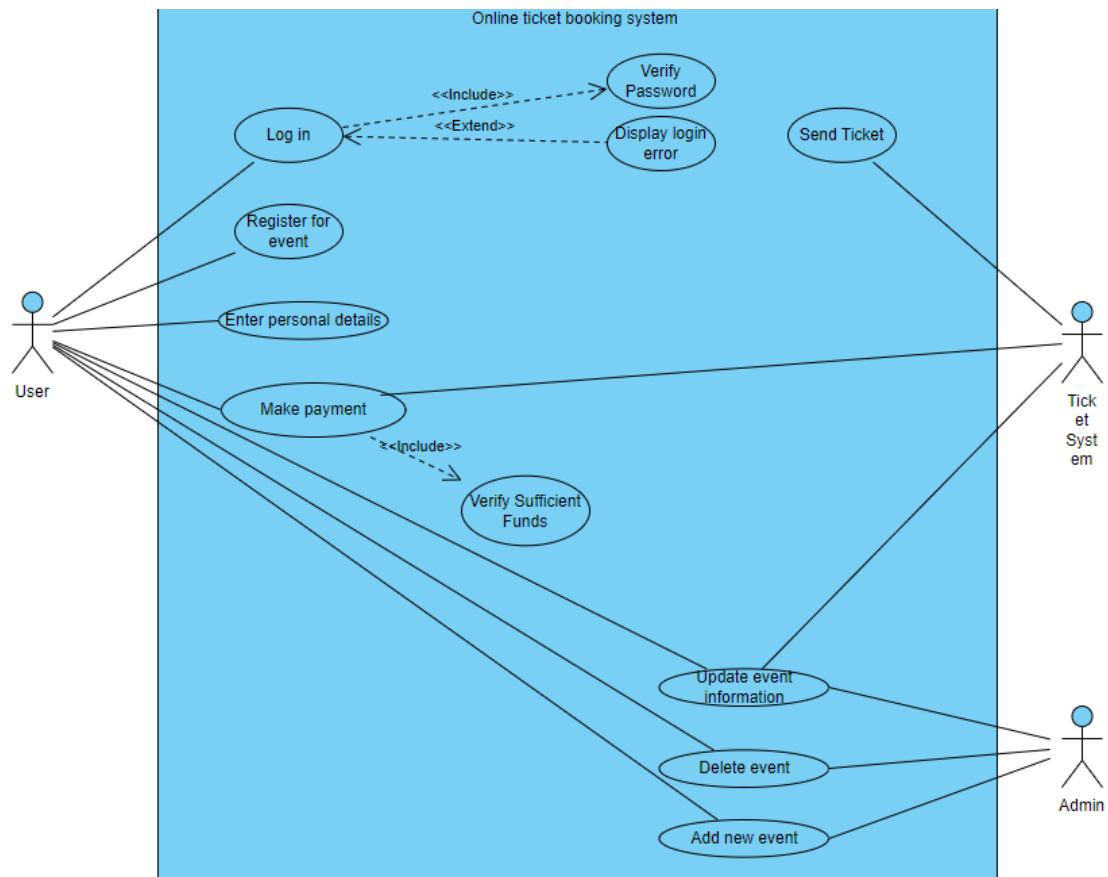 Online ticket booking system
Verify
Password
<<Include>>
Log in
<<Extend>>
Display login
error
Send Ticket
Register for
event
Enter personal details
User
Make payment
<<Include>>
Verify Sufficient
Funds
Tick
et
Syst
em
Update event
information
Delete event
Admin
Add new event